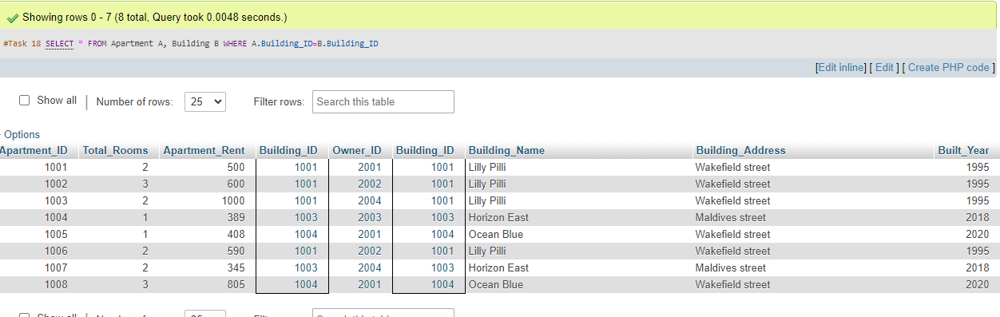 Showing rows 0 - 7 (8 total, Query took 0.0048 seconds.)
#Task 18 SELECT * FROM Apartment A, Building B WHERE A.Building_ID=B.Building_ID
[Edit inline] [ Edit ] [ Create PHP code ]
Show all | Number of rows: 25 Filter rows: Search this table
Options
Apartment_ID Total_Rooms Apartment_Rent Building_ID Owner_ID Building_ID Building_Name Building_Address Built_Year
1001 2 500 1001 2001 1001 Lilly Pilli Wakefield street 1995
1002 3 600 1001 2002 1001 Lilly Pilli Wakefield street 1995
1003 2 1000 1001 2004 1001 Lilly Pilli Wakefield street 1995
1004 1 389 1003 2003 1003 Horizon East Maldives street 2018
1005 1 408 1004 2001 1004 Ocean Blue Wakefield street 2020
1006 2 590 1001 2002 1001 Lilly Pilli Wakefield street 1995
1007 2 345 1003 2004 1003 Horizon East Maldives street 2018
1008 3 805 1004 2001 1004 Ocean Blue Wakefield street 2020